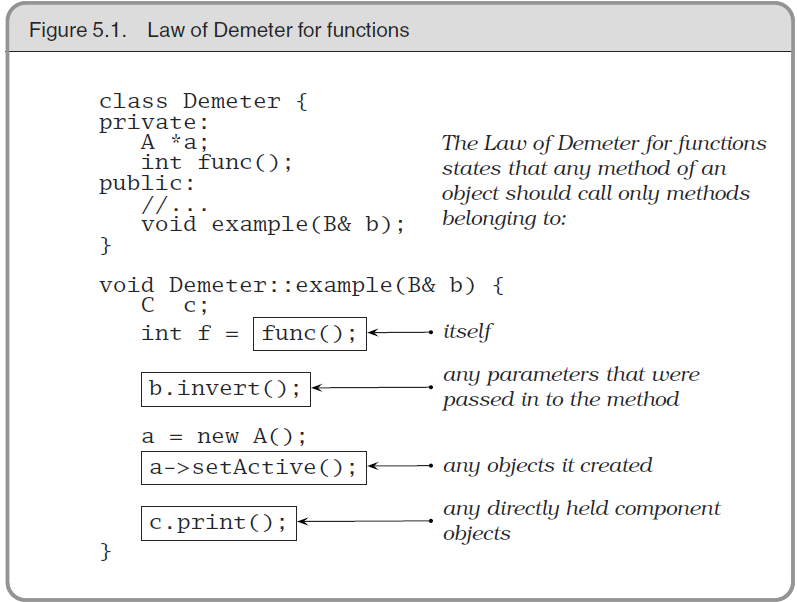 Figure 5.1. Law of Demeter for functions
class Demeter {
private:
A *a;
int func();
public:
//...
void example(B& b);
}
The Law of Demeter for functions
states that any method of an
object should call only methods
belonging to:
void Demeter::example(B& b) {
C c;
int f = func();
itself
b.invert();
any parameters that were
passed in to the method
a = new A();
a->setActive();
any objects it created
c.print();
any directly held component
objects
}